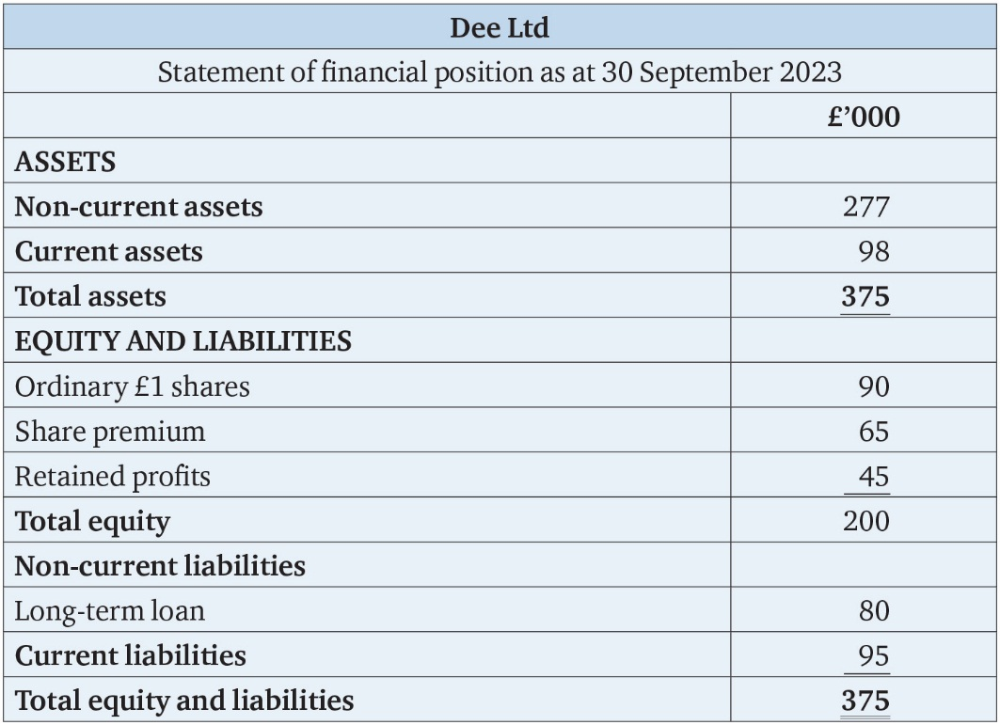 Dee Ltd
Statement of financial position as at 30 September 2023
£’000
ASSETS
Non-current assets 277
Current assets 98
Total assets 375
EQUITY AND LIABILITIES
Ordinary £1 shares 90
Share premium 65
Retained profits 45
Total equity 200
Non-current liabilities
Long-term loan 80
Current liabilities 95
Total equity and liabilities 375